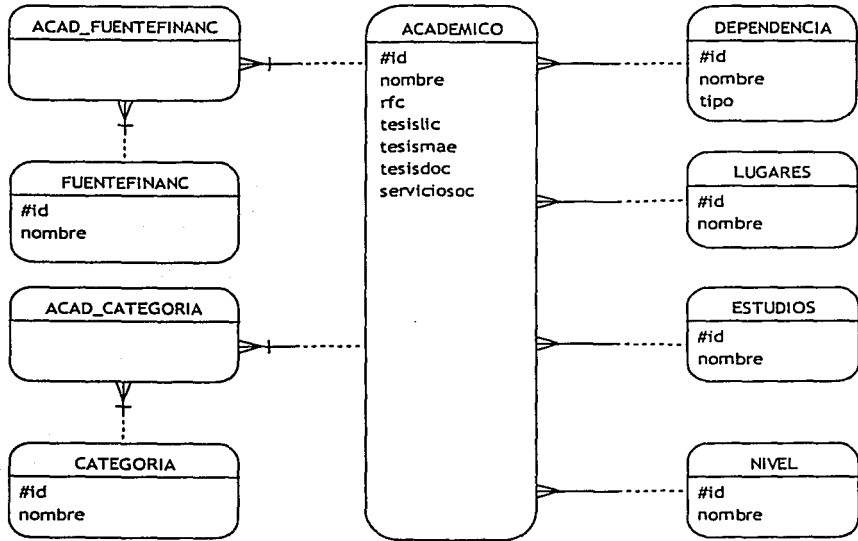 ACAD_FUENTEFINANC
FUENTEFINANC
#id
nombre
ACAD_CATEGORIA
CATEGORIA
#id
nombre
ACADEMICO
#id
nombre
rfc
tesislic
tesismae
tesisdoc
serviciosoc
DEPENDENCIA
#id
nombre
tipo
LUGARES
#id
nombre
ESTUDIOS
#id
nombre
NIVEL
#id
nombre